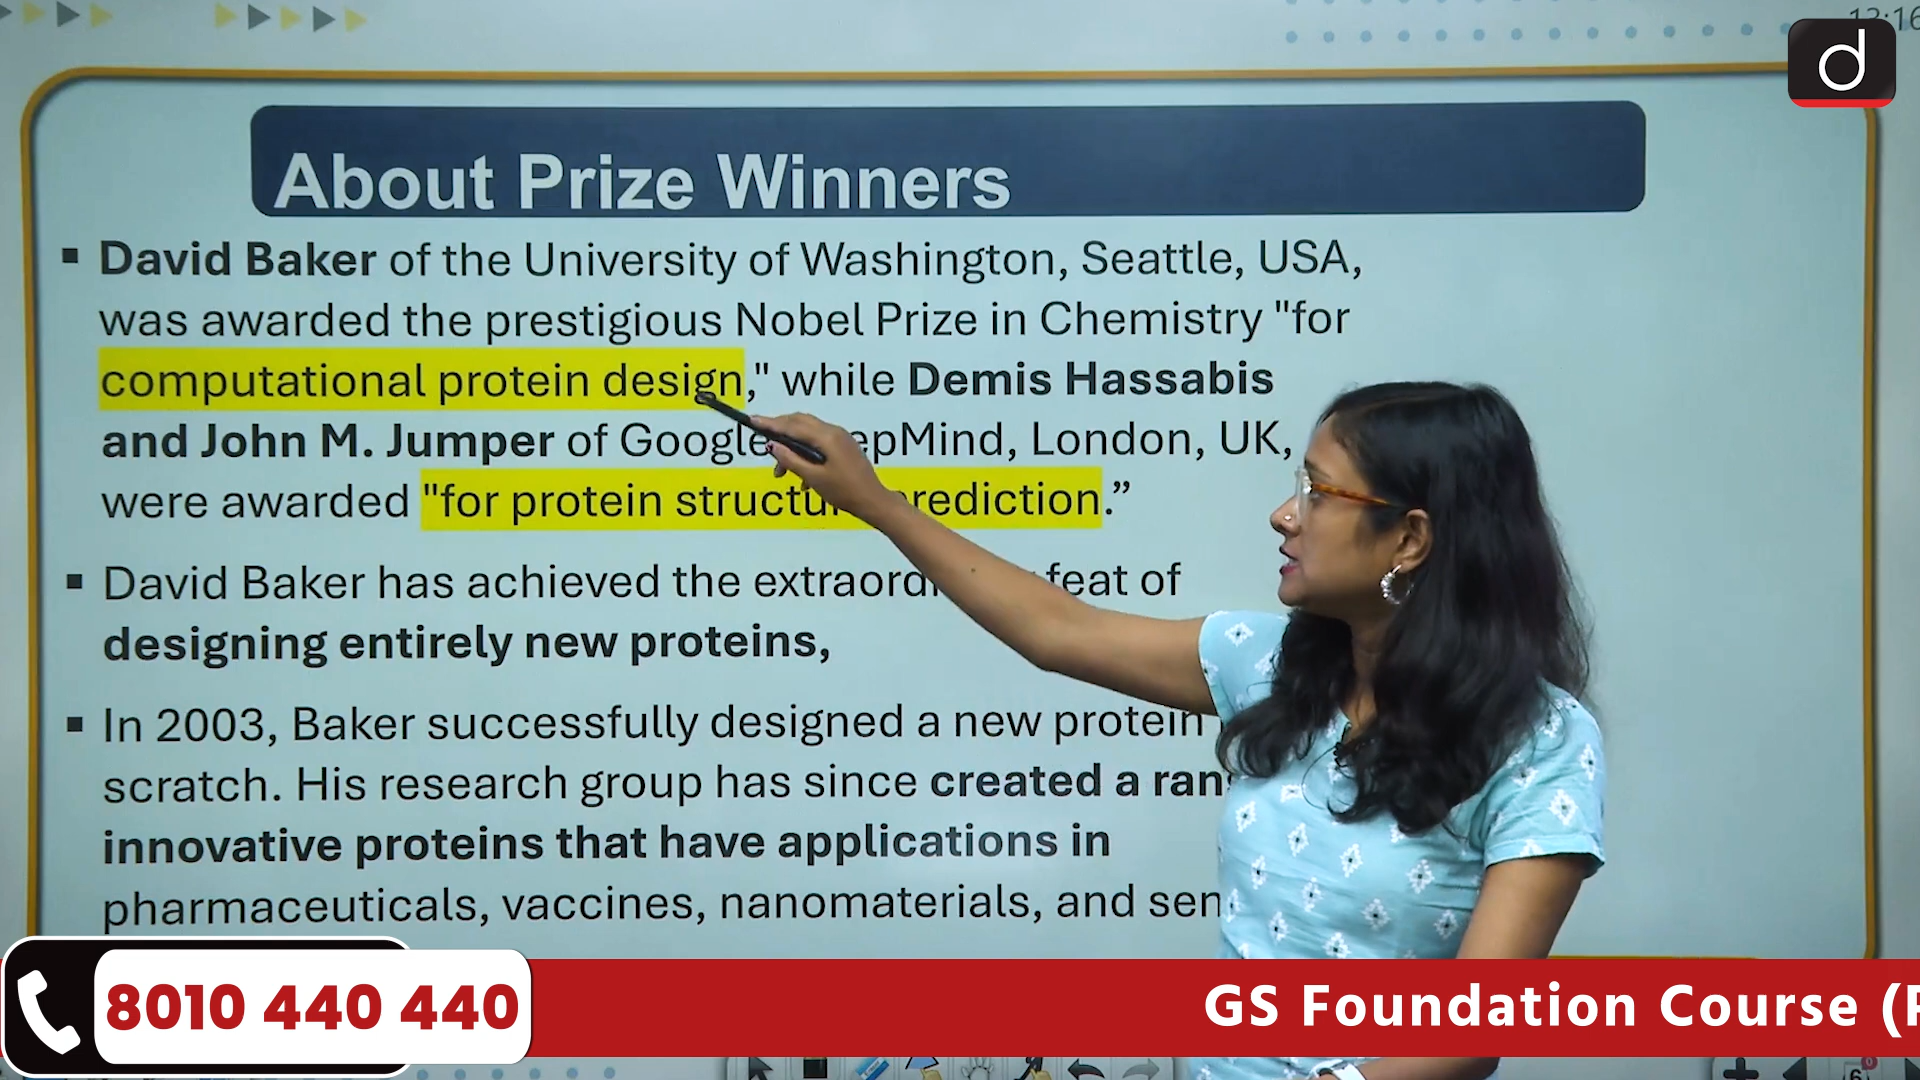 13:16
d
About Prize Winners
▪ David Baker of the University of Washington, Seattle, USA,
was awarded the prestigious Nobel Prize in Chemistry "for
computational protein design," while Demis Hassabis
and John M. Jumper of Google epMind, London, UK,
were awarded "for protein structu rediction.”
▪ David Baker has achieved the extraord feat of
designing entirely new proteins,
▪ In 2003, Baker successfully designed a new protein
scratch. His research group has since created a ran
innovative proteins that have applications in
pharmaceuticals, vaccines, nanomaterials, and sen
8010 440 440
GS Foundation Course (P
6